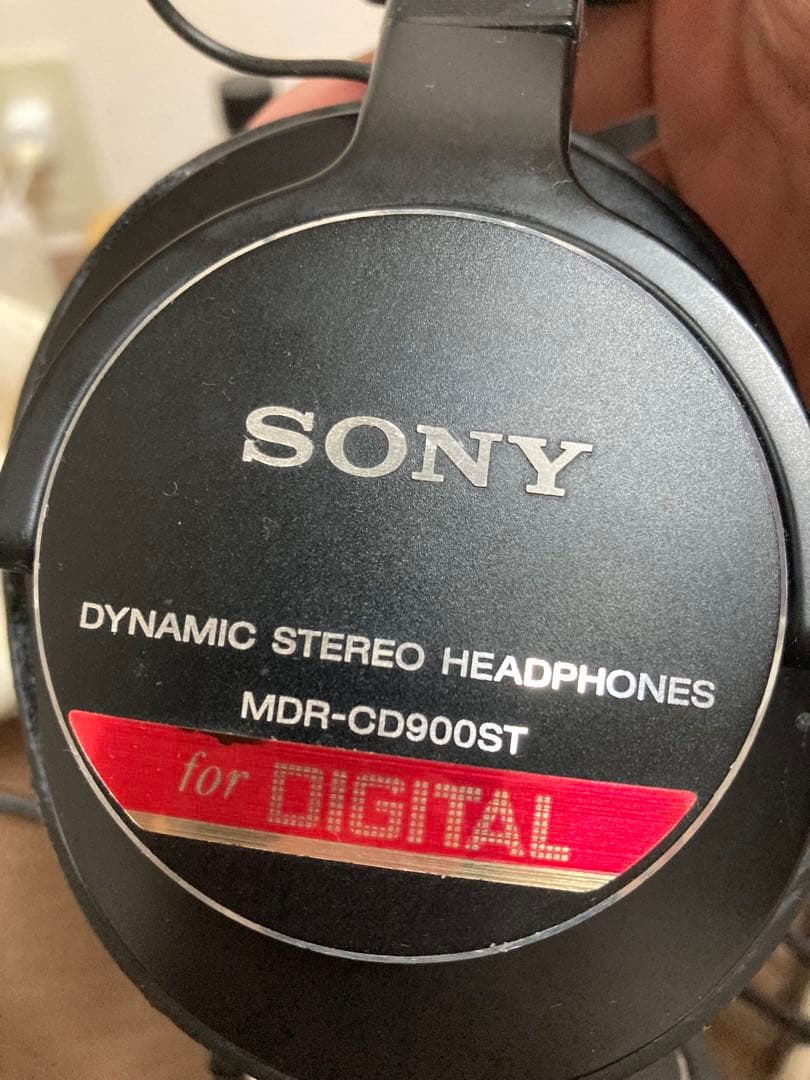 SONY
DYNAMIC STEREO HEADPHONES
MDR-CD900ST
for DIGITAL